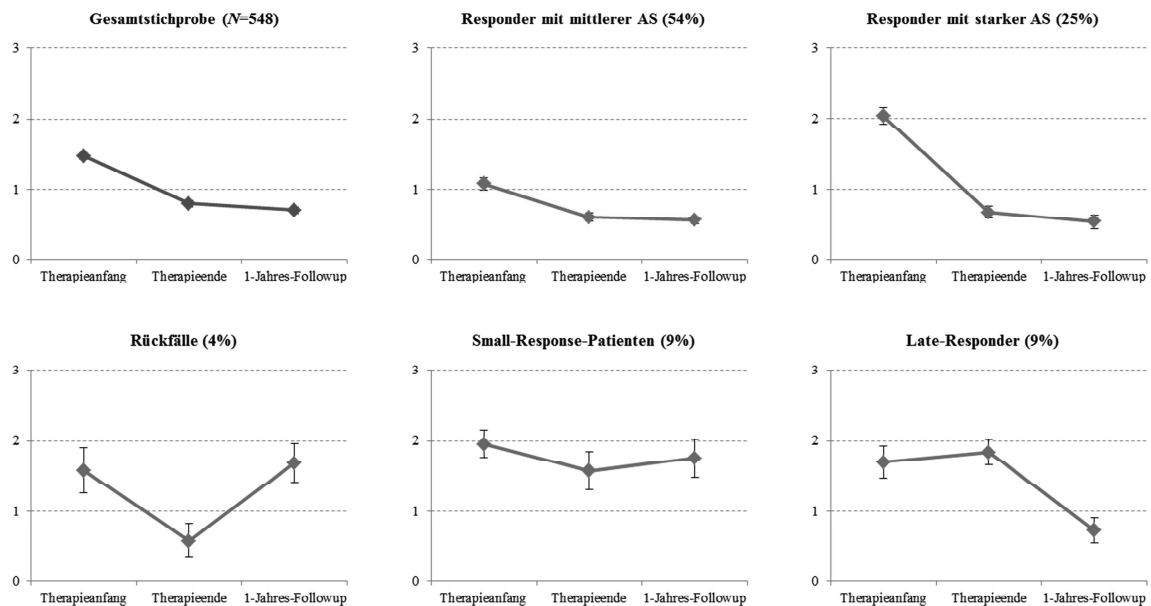 Gesamtstichprobe (N=548)
3
2
1
0
Therapieanfang Therapieende 1-Jahres-Followup
Responder mit mittlerer AS (54%)
3
2
1
0
Therapieanfang Therapieende 1-Jahres-Followup
Responder mit starker AS (25%)
3
2
1
0
Therapieanfang Therapieende 1-Jahres-Followup
Rückfälle (4%)
3
2
1
0
Therapieanfang Therapieende 1-Jahres-Followup
Small-Response-Patienten (9%)
3
2
1
0
Therapieanfang Therapieende 1-Jahres-Followup
Late-Responder (9%)
3
2
1
0
Therapieanfang Therapieende 1-Jahres-Followup